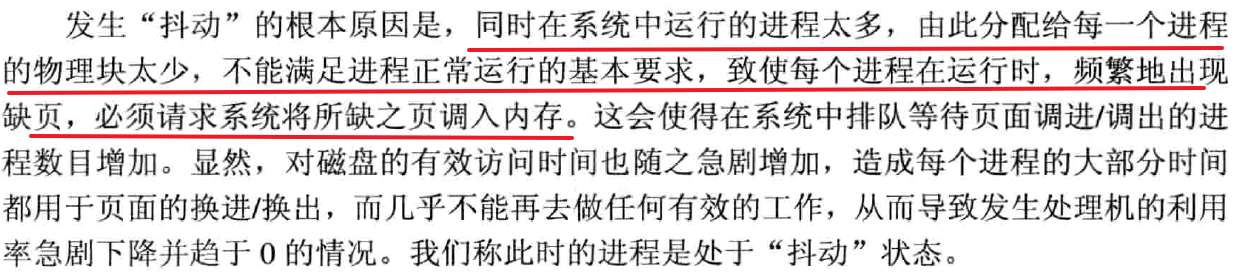 发生“抖动”的根本原因是，同时在系统中运行的进程太多，由此分配给每一个进程
的物理块太少，不能满足进程正常运行的基本要求，致使每个进程在运行时，频繁地出现
缺页，必须请求系统将所缺之页调入内存。这会使得在系统中排队等待页面调进/调出的进
程数目增加。显然，对磁盘的有效访问时间也随之急剧增加，造成每个进程的大部分时间
都用于页面的换进/换出，而几乎不能再去做任何有效的工作，从而导致发生处理机的利用
率急剧下降并趋于 0 的情况。我们称此时的进程是处于“抖动”状态。